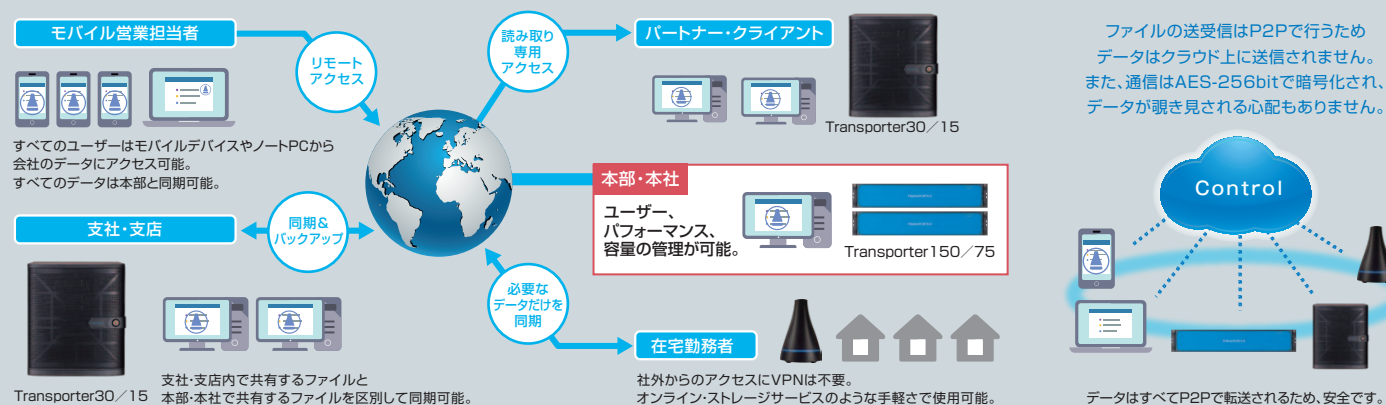 モバイル営業担当者
リモート
アクセス
すべてのユーザーはモバイルデバイスやノートPCから
会社のデータにアクセス可能。
すべてのデータは本部と同期可能。
読み取り
専用
アクセス
パートナー・クライアント
Transporter30／15
支社・支店
同期&
バックアップ
Transporter30／15
支社・支店内で共有するファイルと
本部・本社で共有するファイルを区別して同期可能。
本部・本社
ユーザー、
パフォーマンス、
容量の管理が可能。
Transporter150／75
必要な
データだけを
同期
在宅勤務者
社外からのアクセスにVPNは不要。
オンライン・ストレージサービスのような手軽さで使用可能。
ファイルの送受信はP2Pで行うため
データはクラウド上に送信されません。
また、通信はAES-256bitで暗号化され、
データが覗き見される心配もありません。
Control
データはすべてP2Pで転送されるため、安全です。